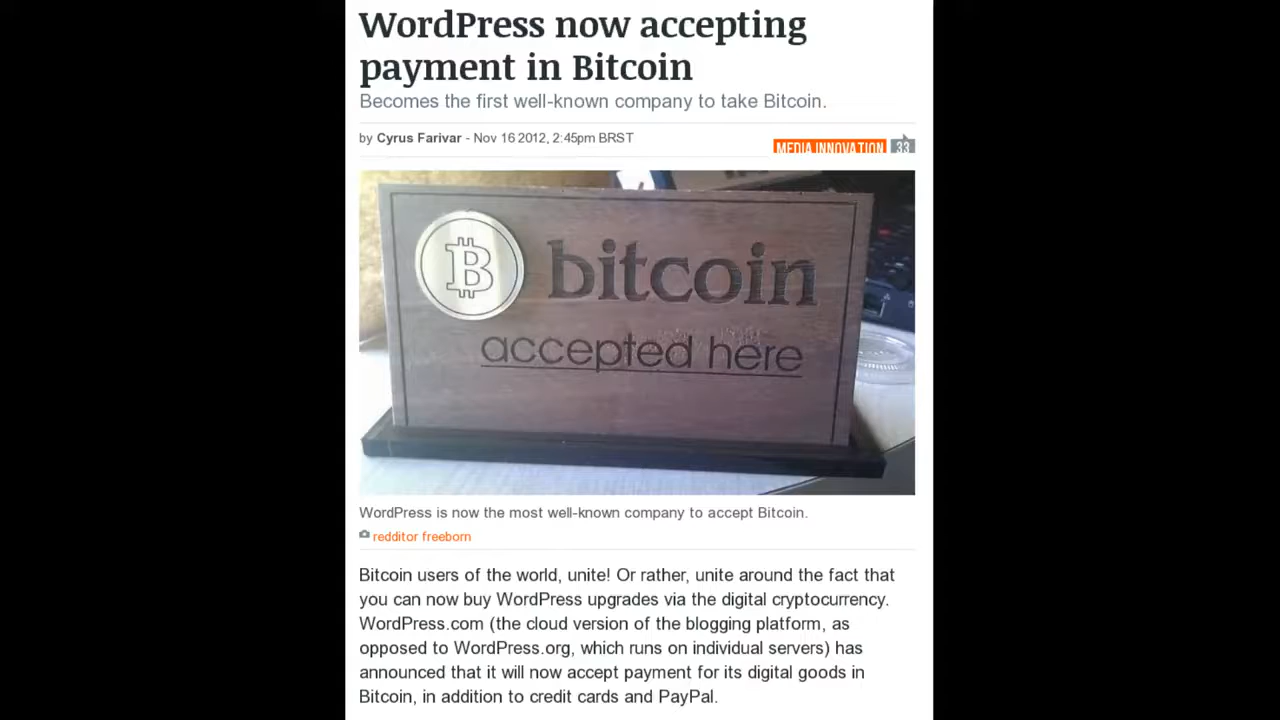 WordPress now accepting
payment in Bitcoin
Becomes the first well-known company to take Bitcoin.
by Cyrus Farivar - Nov 16 2012, 2:45pm BRST
MEDIA INNOVATION 33
bitcoin
accepted here
WordPress is now the most well-known company to accept Bitcoin.
redditor freeborn
Bitcoin users of the world, unite! Or rather, unite around the fact that
you can now buy WordPress upgrades via the digital cryptocurrency.
WordPress.com (the cloud version of the blogging platform, as
opposed to WordPress.org, which runs on individual servers) has
announced that it will now accept payment for its digital goods in
Bitcoin, in addition to credit cards and PayPal.